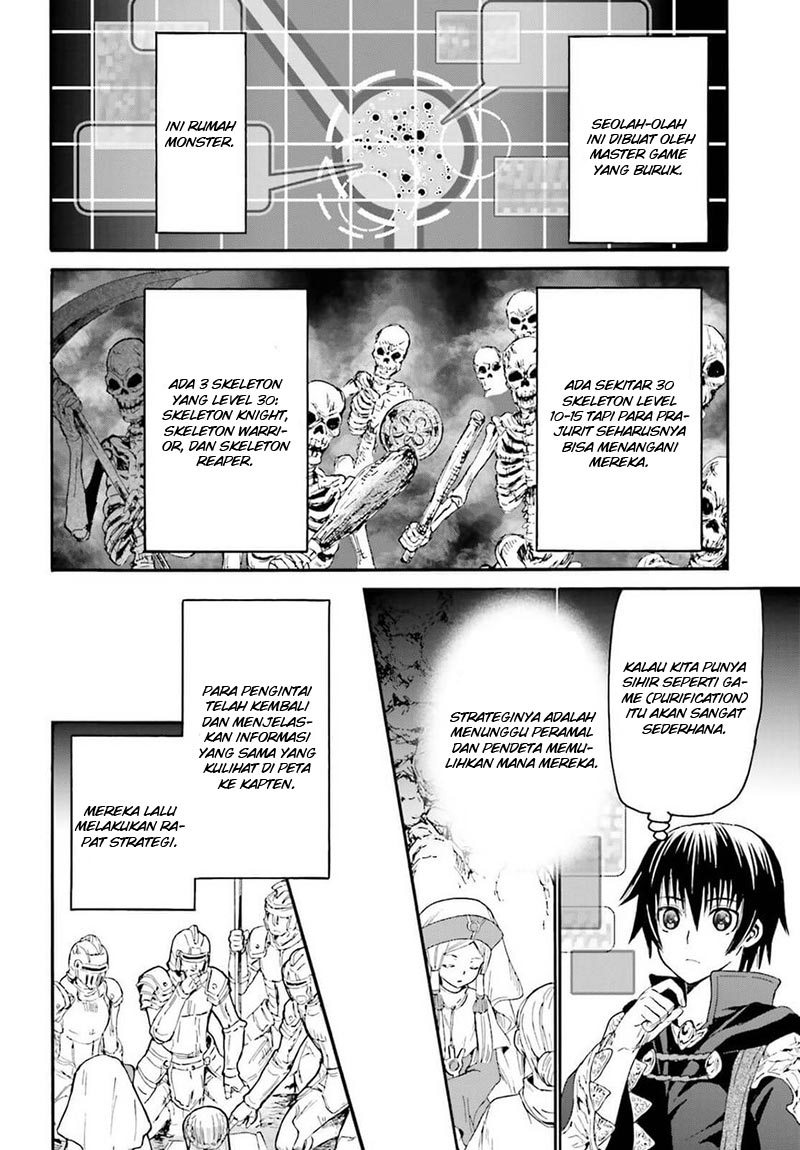 SEOLAH-OLAH
INI DIBUAT OLEH
MASTER GAME
YANG BURUK.
INI RUMAH
MONSTER.
ADA SEKITAR 30
SKELETON LEVEL
10-15 TAPI PARA PRA-
JURIT SEHARUSNYA
BISA MENANGANI
MEREKA.
ADA 3 SKELETON
YANG LEVEL 30:
SKELETON KNIGHT,
SKELETON WARRI-
OR, DAN SKELETON
REAPER.
KALAU KITA PUNYA
SIHIR SEPERTI GA-
ME (PURIFICATION)
ITU AKAN SANGAT
SEDERHANA.
STRATEGINYA ADALAH
MENUNGGU PERAMAL
DAN PENDETA MEMU-
LIHKAN MANA MEREKA.
PARA PENGINTAI
TELAH KEMBALI
DAN MENJELAS-
KAN INFORMASI
YANG SAMA YANG
KULIHAT DI PETA
KE KAPTEN.
MEREKA LALU
MELAKUKAN RA-
PAT STRATEGI.